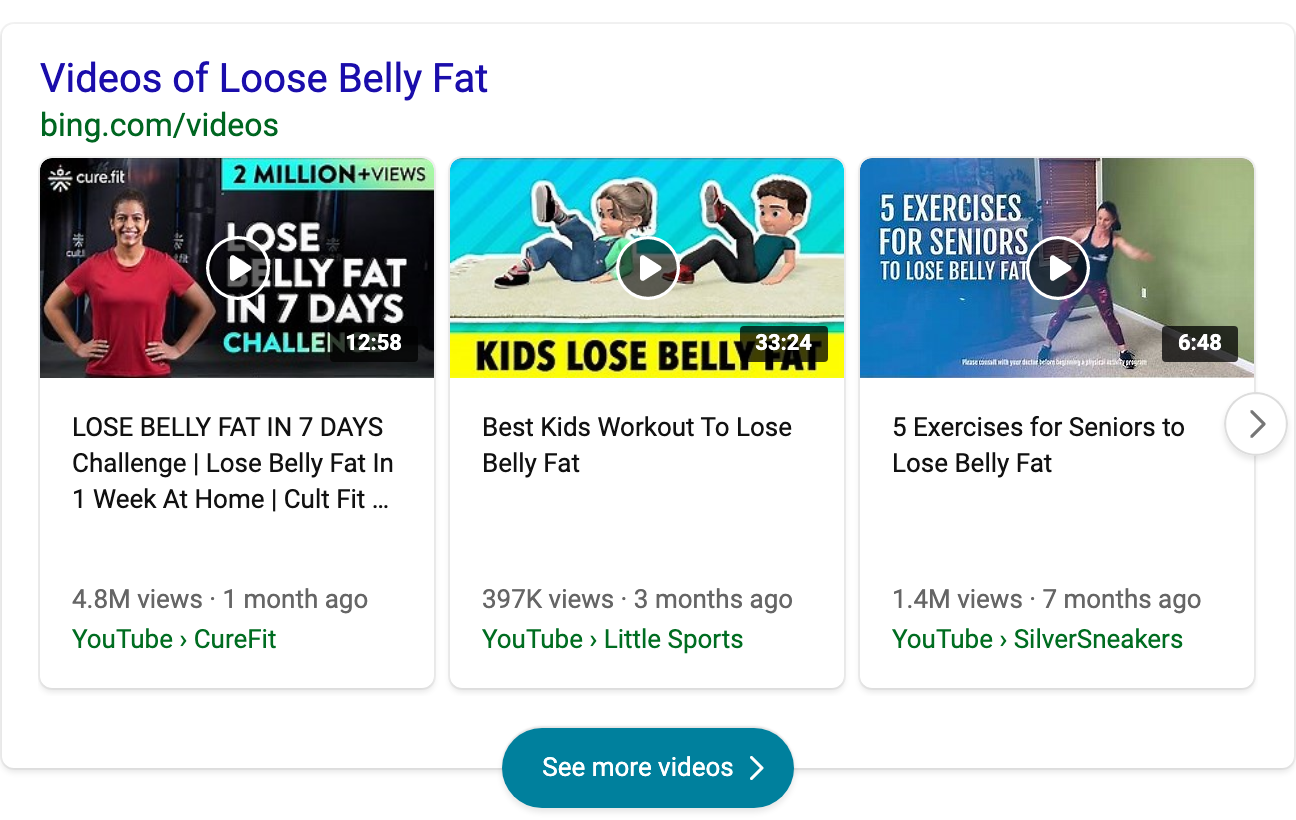 Videos of Loose Belly Fat
bing.com/videos
cure.fit
2 MILLION+VIEWS
LOSE
BELLY FAT
IN 7 DAYS
12:58
33:24
KIDS LOSE BELLY FAT
5 EXERCISES
FOR SENIORS
TO LOSE BELLY FAT
Please consult with your doctor before beginning a physical activity program
6:48
LOSE BELLY FAT IN 7 DAYS
Challenge | Lose Belly Fat In
1 Week At Home | Cult Fit ...
4.8M views · 1 month ago
YouTube › CureFit
Best Kids Workout To Lose
Belly Fat
397K views · 3 months ago
YouTube › Little Sports
5 Exercises for Seniors to
Lose Belly Fat
1.4M views · 7 months ago
YouTube › SilverSneakers
See more videos